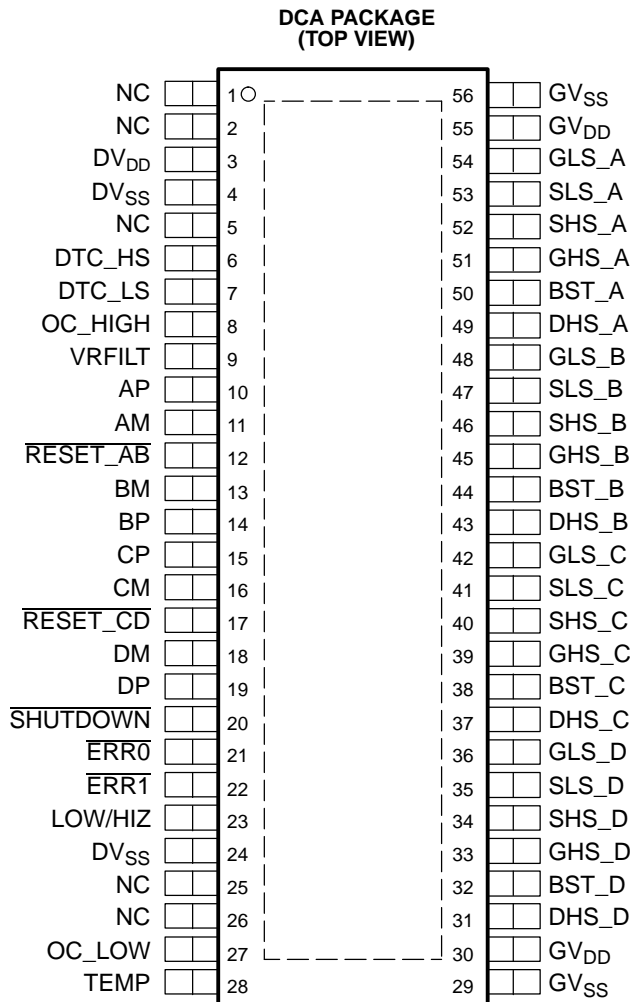 DCA PACKAGE
(TOP VIEW)
NC 1 56 GVSS
NC 2 55 GVDD
DVDD 3 54 GLS_A
DVSS 4 53 SLS_A
NC 5 52 SHS_A
DTC_HS 6 51 GHS_A
DTC_LS 7 50 BST_A
OC_HIGH 8 49 DHS_A
VRFILT 9 48 GLS_B
AP 10 47 SLS_B
AM 11 46 SHS_B
RESET_AB 12 45 GHS_B
BM 13 44 BST_B
BP 14 43 DHS_B
CP 15 42 GLS_C
CM 16 41 SLS_C
RESET_CD 17 40 SHS_C
DM 18 39 GHS_C
DP 19 38 BST_C
SHUTDOWN 20 37 DHS_C
ERR0 21 36 GLS_D
ERR1 22 35 SLS_D
LOW/HIZ 23 34 SHS_D
DVSS 24 33 GHS_D
NC 25 32 BST_D
NC 26 31 DHS_D
OC_LOW 27 30 GVDD
TEMP 28 29 GVSS